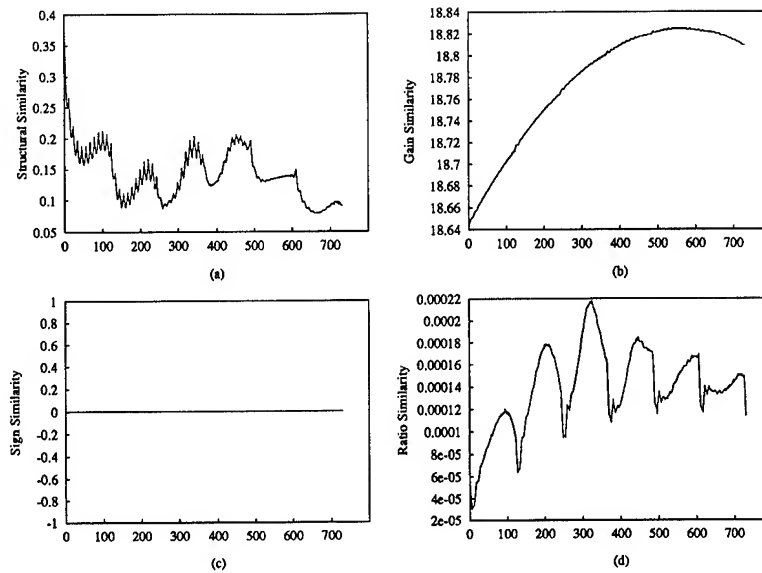 0.4
0.35
0.3
0.25
0.2
0.15
0.1
0.05
Structural Similarity
0 100 200 300 400 500 600 700
(a)
18.84
18.82
18.8
18.78
18.76
18.74
18.72
18.7
18.68
18.66
18.64
Gain Similarity
0 100 200 300 400 500 600 700
(b)
1
0.8
0.6
0.4
0.2
0
-0.2
-0.4
-0.6
-0.8
-1
Sign Similarity
0 100 200 300 400 500 600 700
(c)
0.00022
0.0002
0.00018
0.00016
0.00014
0.00012
0.0001
8e-05
6e-05
4e-05
2e-05
Ratio Similarity
0 100 200 300 400 500 600 700
(d)